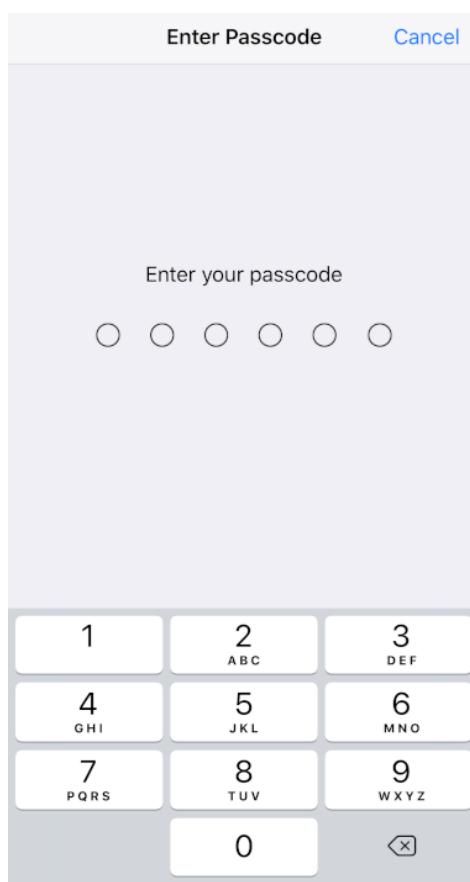 Enter Passcode Cancel
Enter your passcode
1 2 3
ABC DEF
4 5 6
GHI JKL MNO
7 8 9
PQRS TUV WXYZ
0